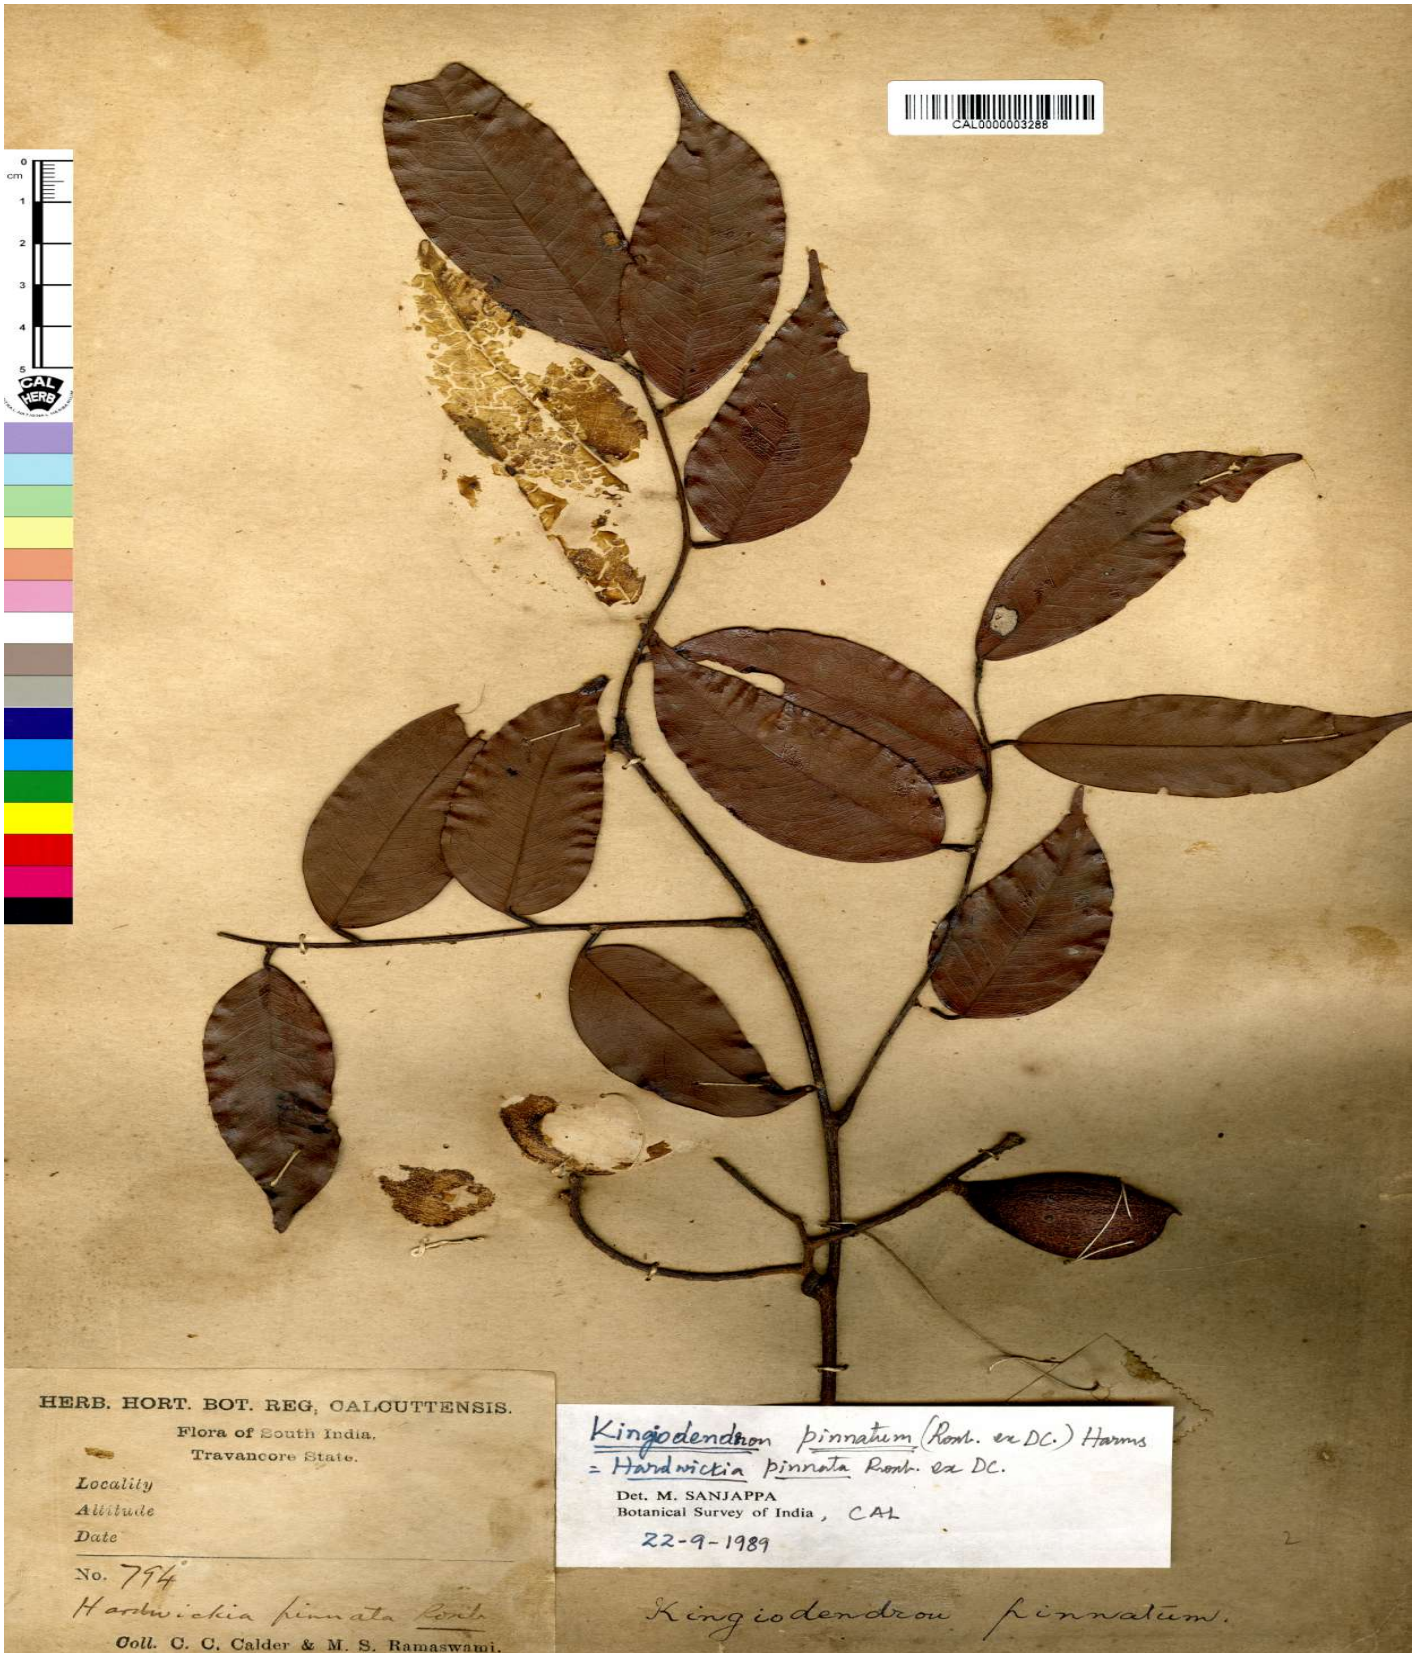 CAL0000003288
0
cm
1
2
3
4
5
CAL
HERB
HERB. HORT. BOT. REG, CALCUTTENSIS.
Flora of South India,
Travancore State.
Locality
Altitude
Date
No. 794
Hardwickia pinnata Roxb
Coll. C. C. Calder & M. S. Ramaswami.
Kingiodendron pinnatum (Roxb. ex DC.) Harms
= Hardwickia pinnata Roxb. ex DC.
Det. M. SANJAPPA
Botanical Survey of India, CAL
22-9-1989
2
Kingiodendron pinnatum.